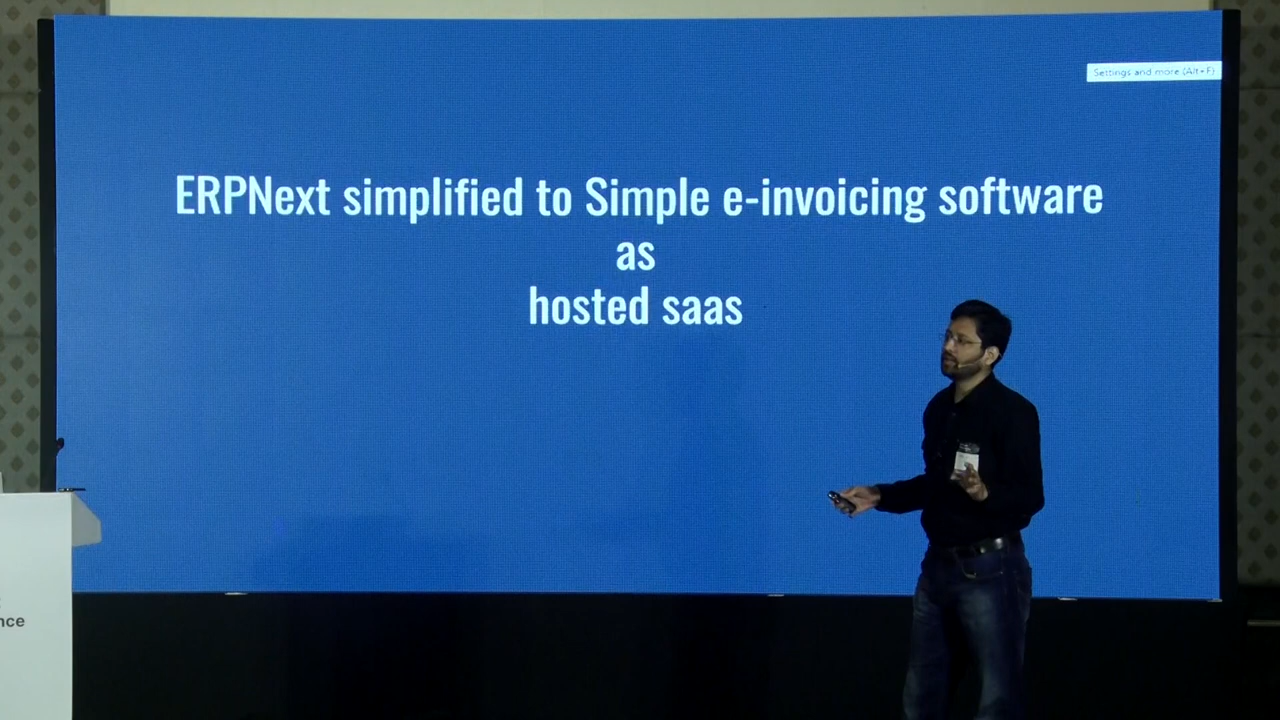 Settings and more (Alt+F)
ERPNext simplified to Simple e-invoicing software
as
hosted saas
nce